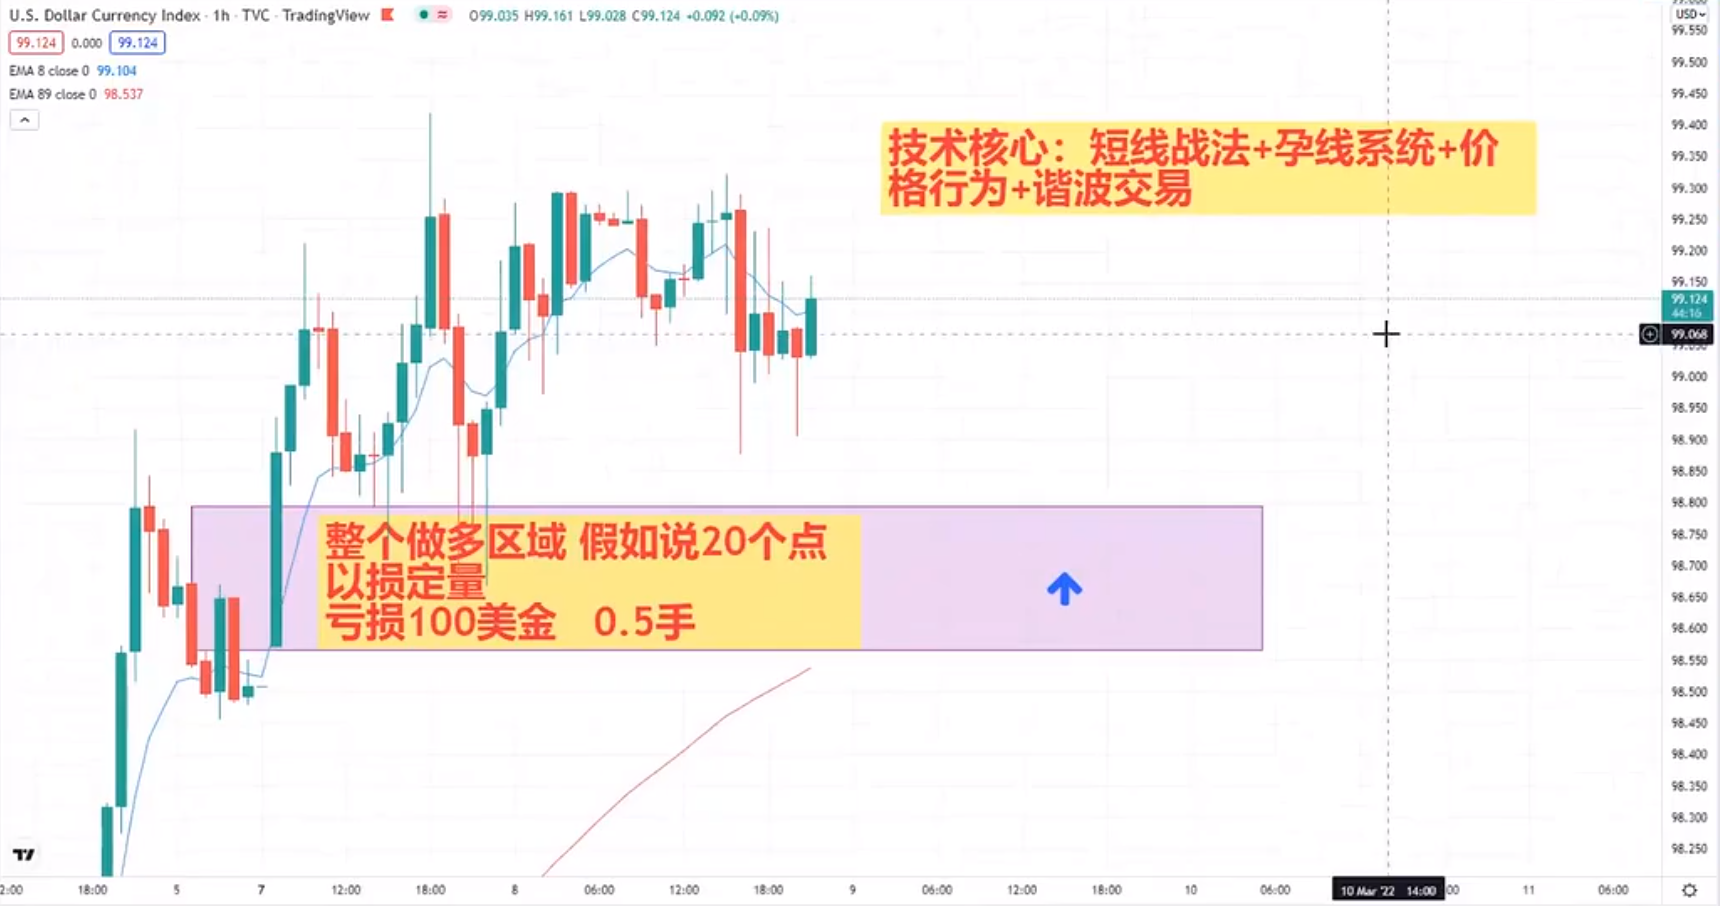 U.S. Dollar Currency Index · 1h · TVC · TradingView O99.035 H99.161 L99.028 C99.124 +0.092 (+0.09%)
99.124 0.000 99.124
EMA 8 close 0 99.104
EMA 89 close 0 98.537
技术核心：短线战法+孕线系统+价
格行为+谐波交易
整个做多区域 假如说20个点
以损定量
亏损100美金 0.5手
USD
99.550
99.500
99.450
99.400
99.350
99.300
99.250
99.200
99.150
99.124
44:16
99.068
99.000
98.950
98.900
98.850
98.800
98.750
98.700
98.650
98.600
98.550
98.500
98.450
98.400
98.350
98.300
98.250
2:00 18:00 5 7 12:00 18:00 8 06:00 12:00 18:00 9 06:00 12:00 18:00 10 06:00 10 Mar '22 14:00 :00 11 06:00